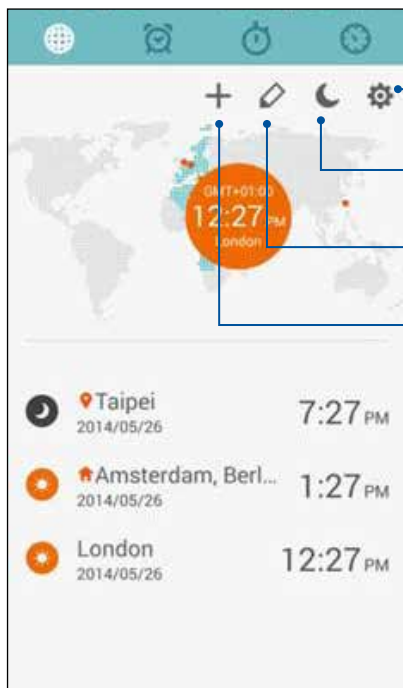 GMT+01:00
12:27 PM
London
Taipei
7:27 PM
2014/05/26
Amsterdam, Berl...
1:27 PM
2014/05/26
London
12:27 PM
2014/05/26